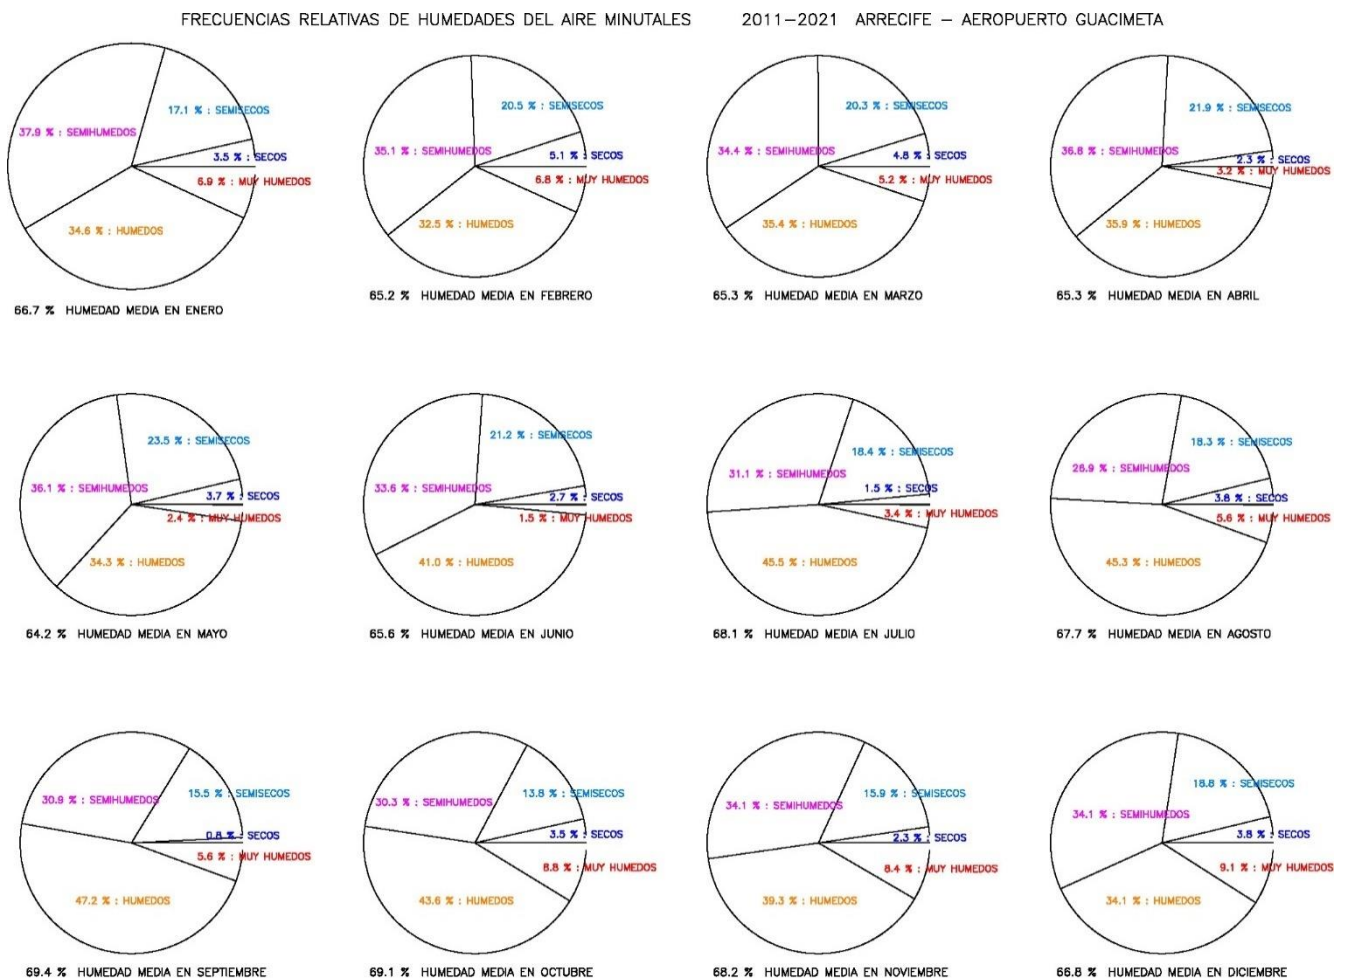 FRECUENCIAS RELATIVAS DE HUMEDADES DEL AIRE MINUTALES 2011-2021 ARRECIFE - AEROPUERTO GUACIMETA
17.1 % : SEMISECOS
37.9 % : SEMIHUMEDOS
3.5 % : SECOS
6.9 % : MUY HUMEDOS
34.6 % : HUMEDOS
66.7 % HUMEDAD MEDIA EN ENERO
20.5 % : SEMISECOS
35.1 % : SEMIHUMEDOS
5.1 % : SECOS
6.8 % : MUY HUMEDOS
32.5 % : HUMEDOS
65.2 % HUMEDAD MEDIA EN FEBRERO
20.3 % : SEMISECOS
34.4 % : SEMIHUMEDOS
4.8 % : SECOS
5.2 % : MUY HUMEDOS
35.4 % : HUMEDOS
65.3 % HUMEDAD MEDIA EN MARZO
21.9 % : SEMISECOS
36.8 % : SEMIHUMEDOS
2.3 % : SECOS
3.2 % : MUY HUMEDOS
35.9 % : HUMEDOS
65.3 % HUMEDAD MEDIA EN ABRIL
23.5 % : SEMISECOS
36.1 % : SEMIHUMEDOS
3.7 % : SECOS
2.4 % : MUY HUMEDOS
34.3 % : HUMEDOS
64.2 % HUMEDAD MEDIA EN MAYO
21.2 % : SEMISECOS
33.6 % : SEMIHUMEDOS
2.7 % : SECOS
1.5 % : MUY HUMEDOS
41.0 % : HUMEDOS
65.6 % HUMEDAD MEDIA EN JUNIO
18.4 % : SEMISECOS
31.1 % : SEMIHUMEDOS
1.5 % : SECOS
3.4 % : MUY HUMEDOS
45.5 % : HUMEDOS
68.1 % HUMEDAD MEDIA EN JULIO
18.3 % : SEMISECOS
26.9 % : SEMIHUMEDOS
3.8 % : SECOS
5.6 % : MUY HUMEDOS
45.3 % : HUMEDOS
67.7 % HUMEDAD MEDIA EN AGOSTO
15.5 % : SEMISECOS
30.9 % : SEMIHUMEDOS
0.8 % : SECOS
5.6 % : MUY HUMEDOS
47.2 % : HUMEDOS
69.4 % HUMEDAD MEDIA EN SEPTIEMBRE
13.8 % : SEMISECOS
30.3 % : SEMIHUMEDOS
3.5 % : SECOS
8.8 % : MUY HUMEDOS
43.6 % : HUMEDOS
69.1 % HUMEDAD MEDIA EN OCTUBRE
15.9 % : SEMISECOS
34.1 % : SEMIHUMEDOS
2.3 % : SECOS
8.4 % : MUY HUMEDOS
39.3 % : HUMEDOS
68.2 % HUMEDAD MEDIA EN NOVIEMBRE
18.8 % : SEMISECOS
34.1 % : SEMIHUMEDOS
3.8 % : SECOS
9.1 % : MUY HUMEDOS
34.1 % : HUMEDOS
66.8 % HUMEDAD MEDIA EN DICIEMBRE